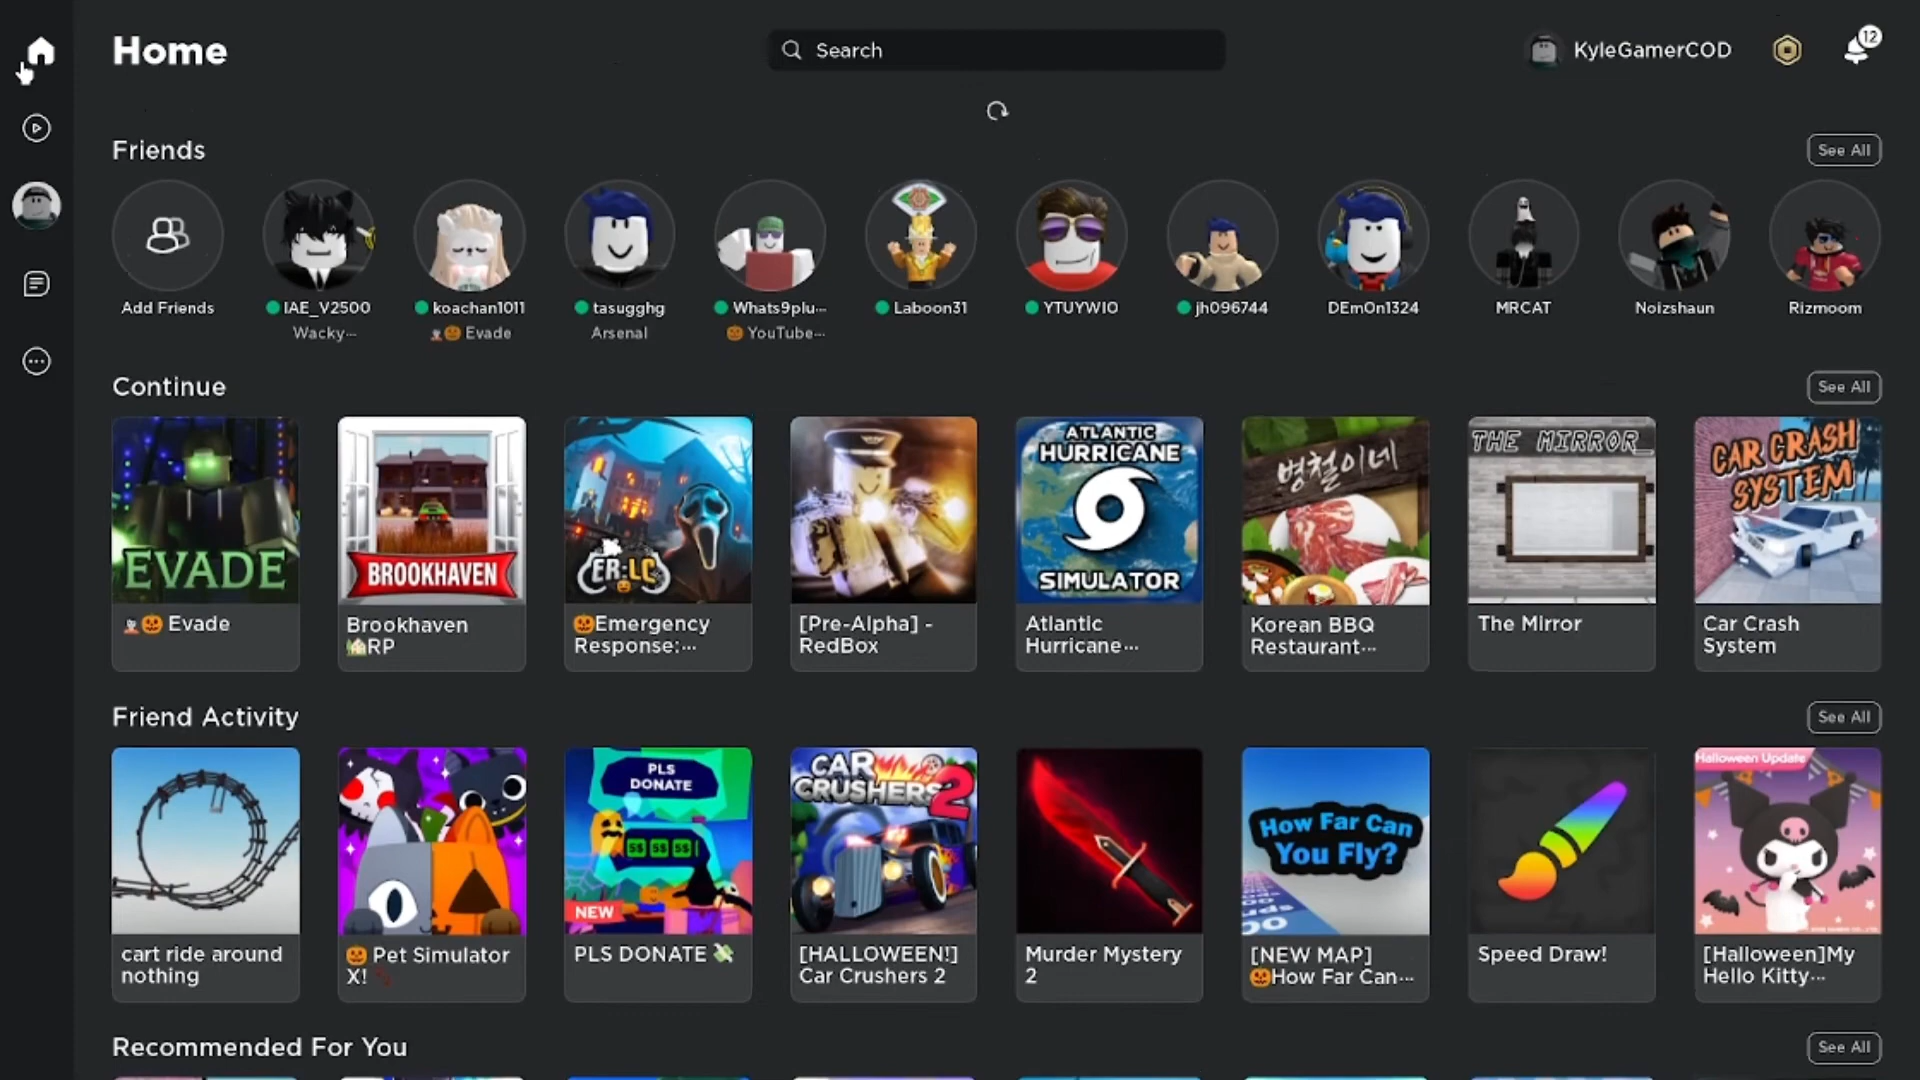 Home
Search
KyleGamerCOD
12
Friends
See All
Add Friends
IAE_V2500
koachan1011
tasugghg
Whats9plu...
Laboon31
YTUYWIO
jh096744
DEmOn1324
MRCAT
Noizshaun
Rizmoom
Wacky...
Evade
Arsenal
YouTube...
Continue
See All
EVADE
BROOKHAVEN
ER:LC
ATLANTIC
HURRICANE
SIMULATOR
병철이네
THE MIRROR_
CAR CRASH
SYSTEM
Evade
Brookhaven
RP
Emergency
Response:...
[Pre-Alpha] -
RedBox
Atlantic
Hurricane...
Korean BBQ
Restaurant...
The Mirror
Car Crash
System
Friend Activity
See All
PLS
DONATE
5$ 5$ 5$
NEW
CAR
CRUSHERS 2
How Far Can
You Fly?
Halloween Update
cart ride around
nothing
Pet Simulator
X!
PLS DONATE
[HALLOWEEN!]
Car Crushers 2
Murder Mystery
2
[NEW MAP]
How Far Can...
Speed Draw!
[Halloween]My
Hello Kitty...
Recommended For You
See All